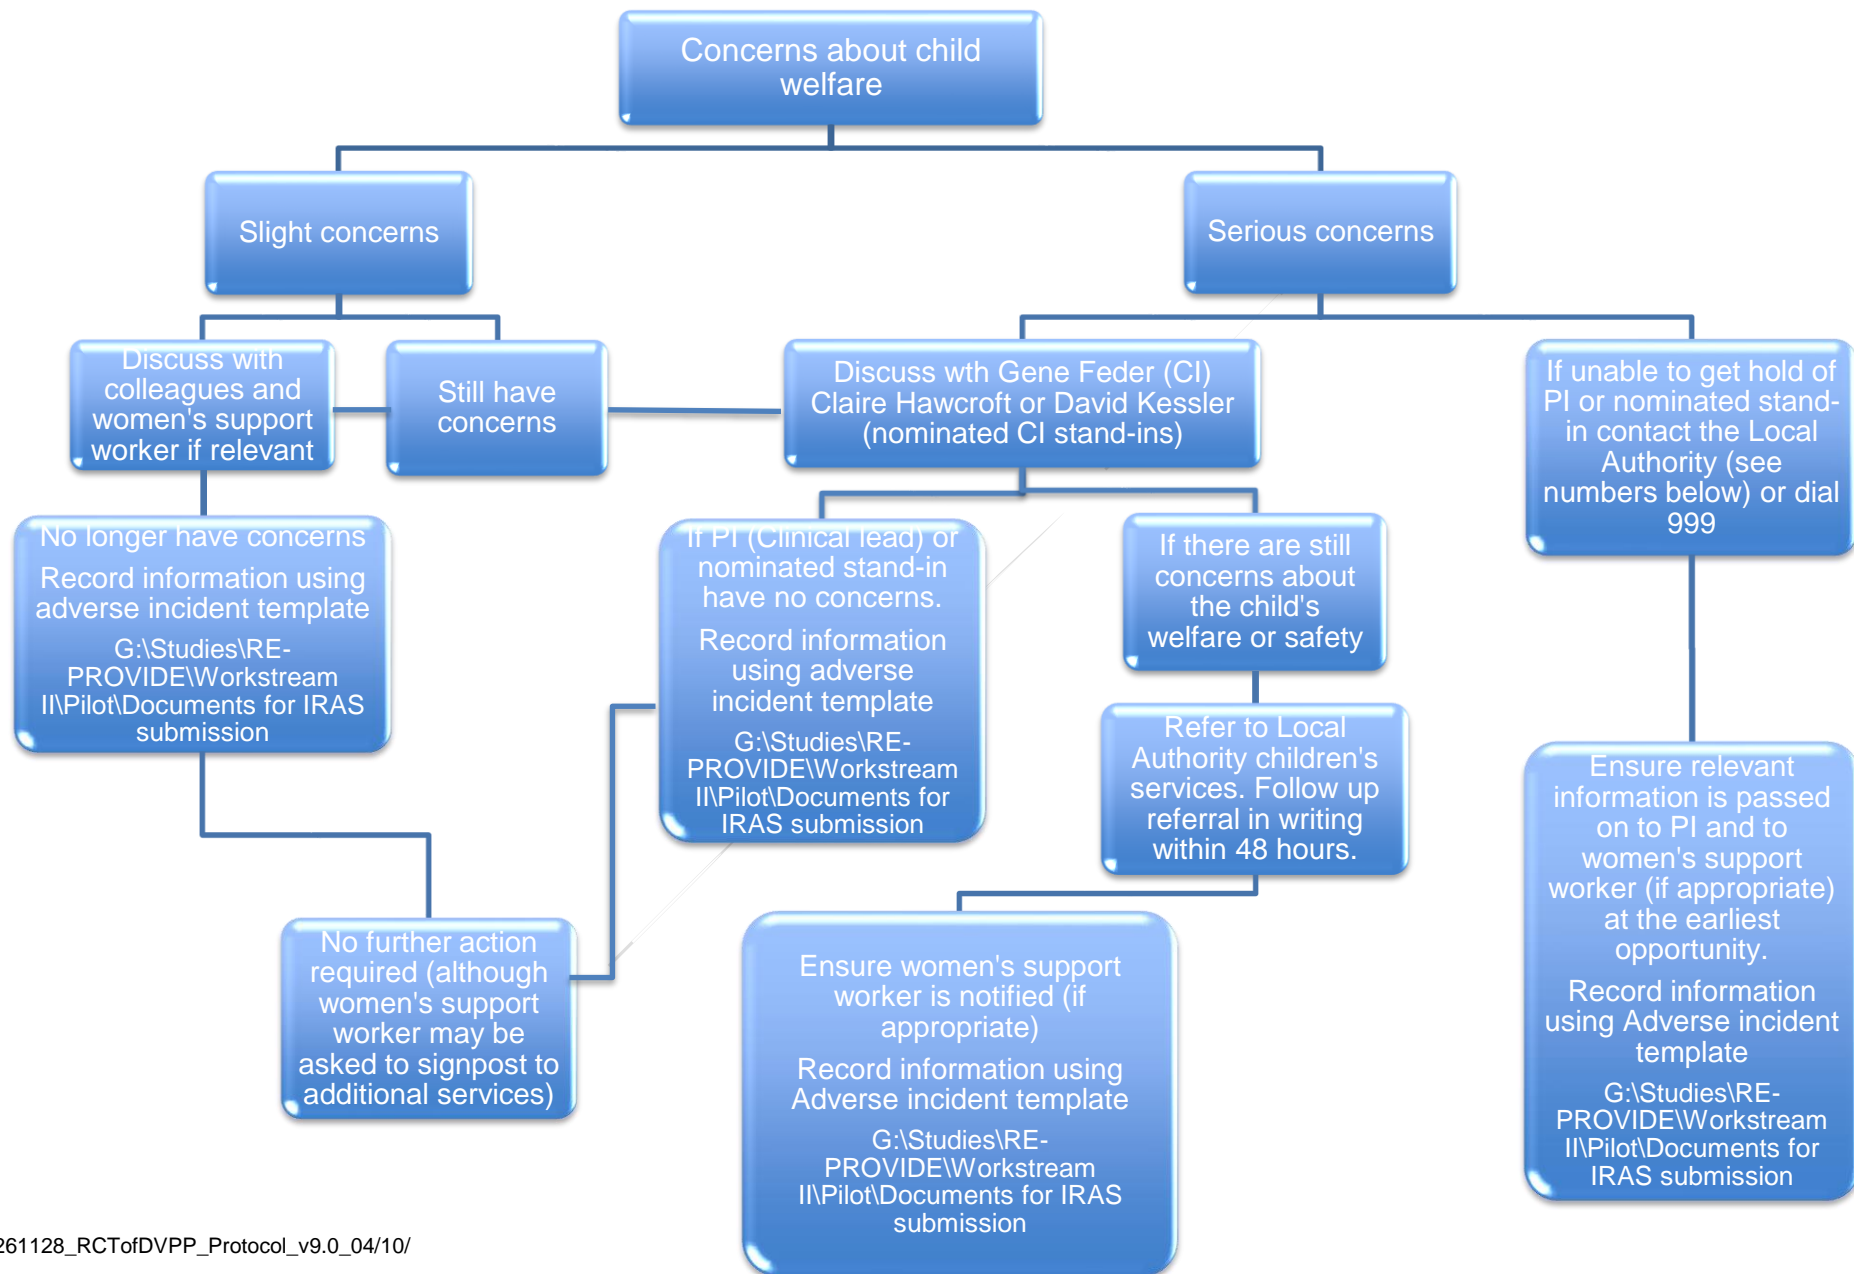 Concerns about child
welfare
Slight concerns
Serious concerns
Discuss with
colleagues and
women's support
worker if relevant
Still have
concerns
Discuss wth Gene Feder (CI)
Claire Hawcroft or David Kessler
(nominated CI stand-ins)
If unable to get hold of
PI or nominated stand-
in contact the Local
Authority (see
numbers below) or dial
999
No longer have concerns
Record information using
adverse incident template
G:\Studies\RE-
PROVIDE\Workstream
II\Pilot\Documents for IRAS
submission
If PI (Clinical lead) or
nominated stand-in
have no concerns.
Record information
using adverse
incident template
G:\Studies\RE-
PROVIDE\Workstream
II\Pilot\Documents for
IRAS submission
If there are still
concerns about
the child's
welfare or safety
Refer to Local
Authority children's
services. Follow up
referral in writing
within 48 hours.
Ensure relevant
information is passed
on to PI and to
women's support
worker (if appropriate)
at the earliest
opportunity.
Record information
using Adverse incident
template
G:\Studies\RE-
PROVIDE\Workstream
II\Pilot\Documents for
IRAS submission
No further action
required (although
women's support
worker may be
asked to signpost to
additional services)
Ensure women's support
worker is notified (if
appropriate)
Record information using
Adverse incident template
G:\Studies\RE-
PROVIDE\Workstream
II\Pilot\Documents for IRAS
submission
261128_RCTofDVPP_Protocol_v9.0_04/10/